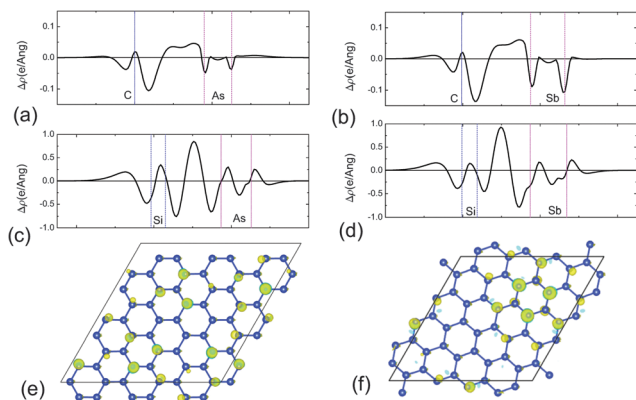 0.1
0.0
-0.1
Δρ(e/Ang)
C
As
(a)
0.1
0.0
-0.1
Δρ(e/Ang)
C
Sb
(b)
1.0
0.5
0.0
-0.5
-1.0
Δρ(e/Ang)
Si
As
(c)
1.0
0.5
0.0
-0.5
-1.0
Δρ(e/Ang)
Si
Sb
(d)
(e)
(f)